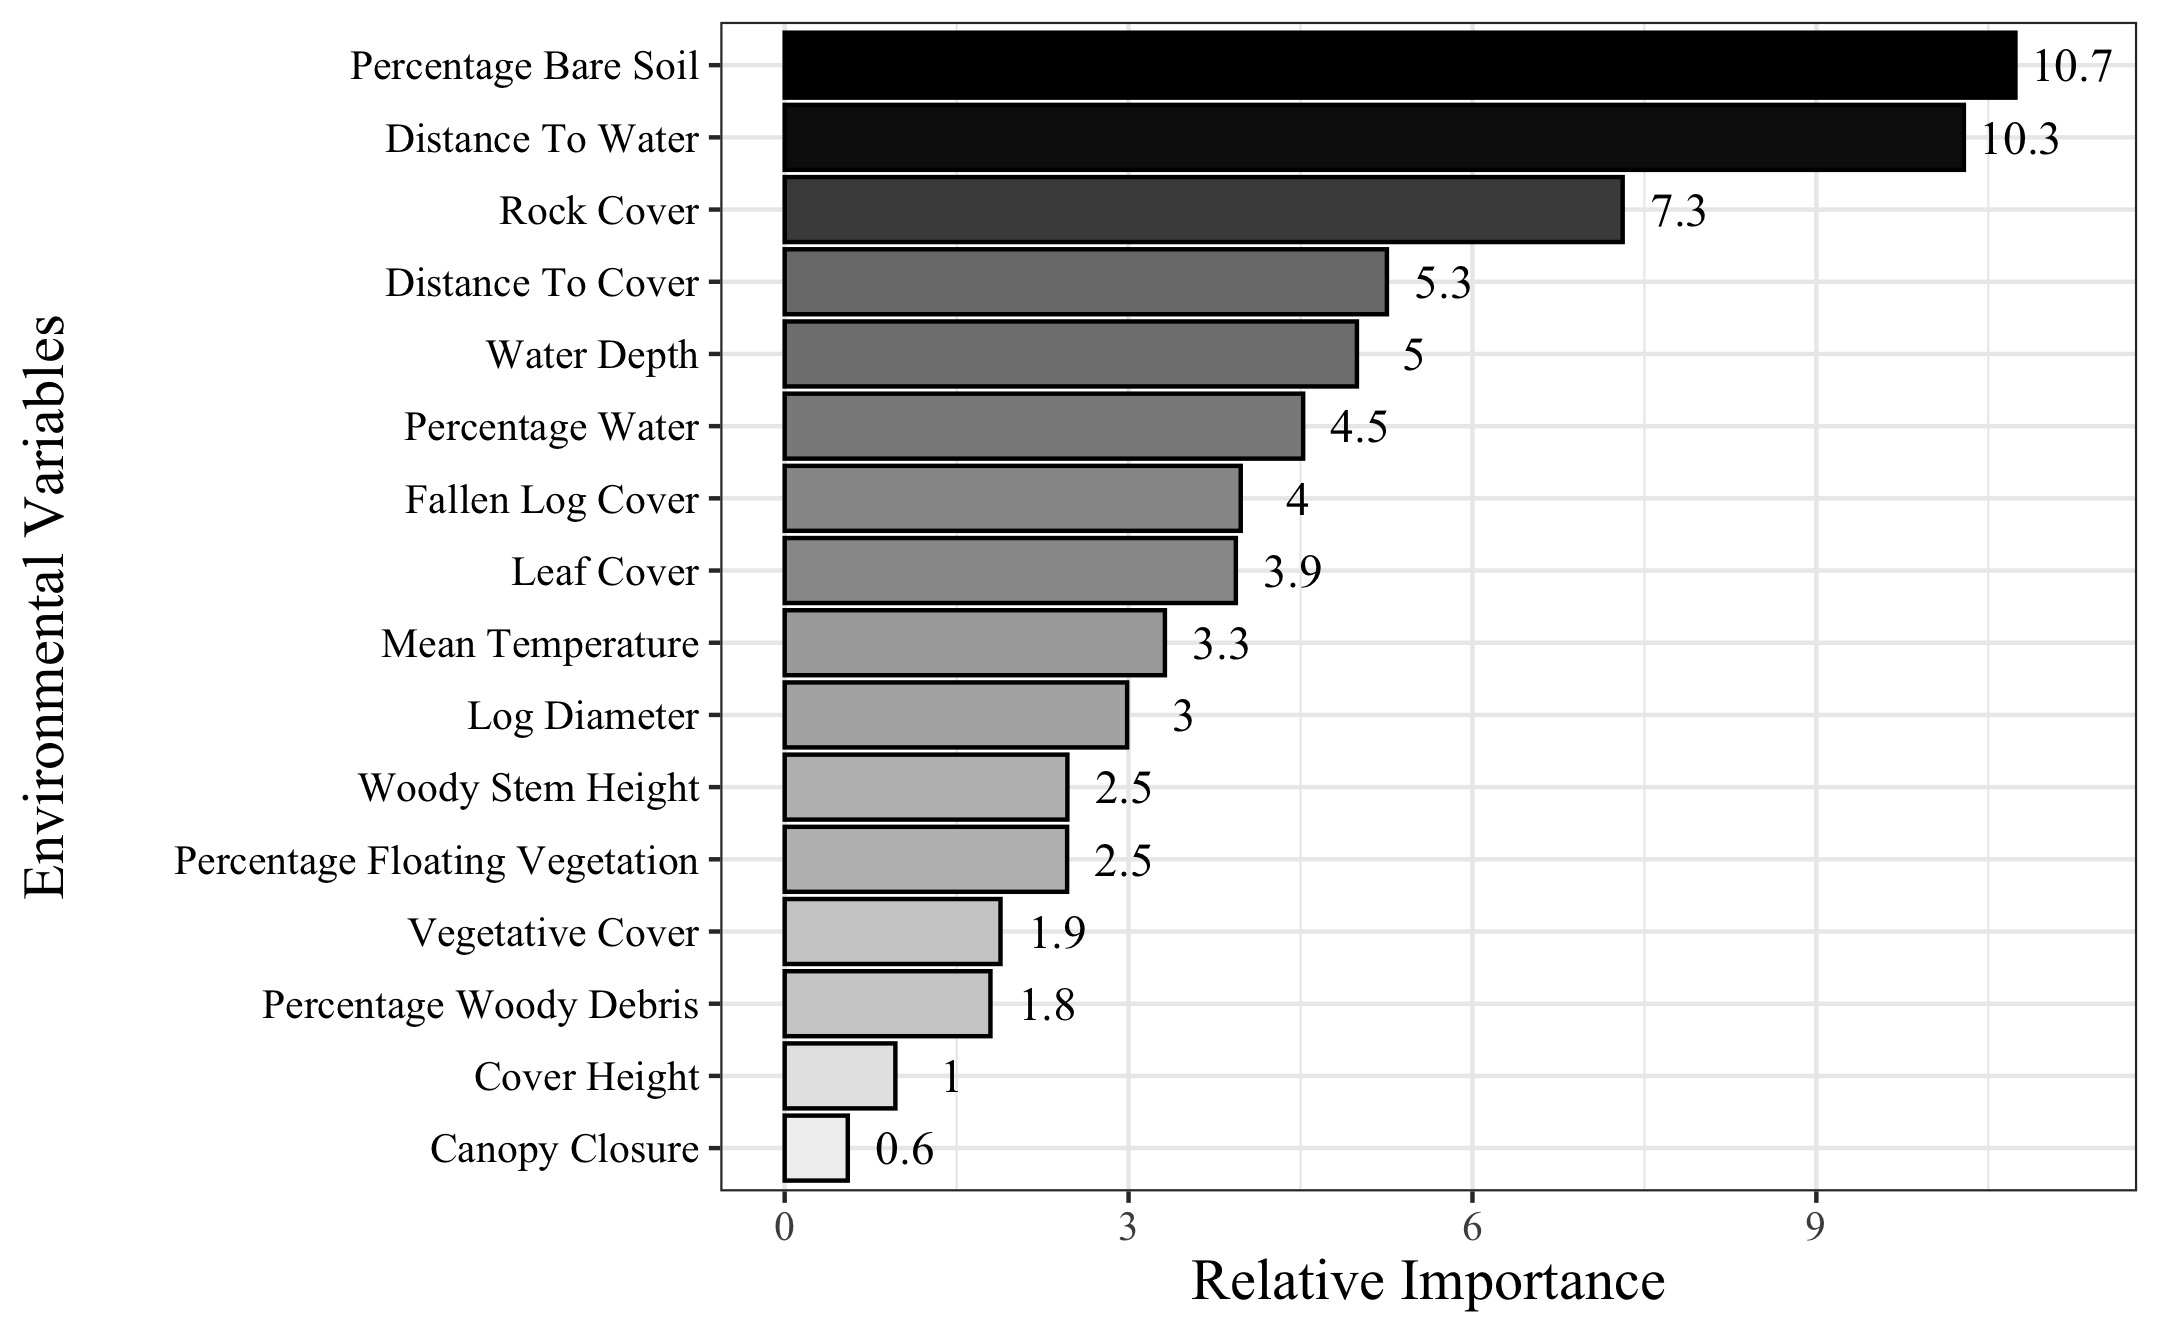 Environmental Variables
Percentage Bare Soil
10.7
Distance To Water
10.3
Rock Cover
7.3
Distance To Cover
5.3
Water Depth
5
Percentage Water
4.5
Fallen Log Cover
4
Leaf Cover
3.9
Mean Temperature
3.3
Log Diameter
3
Woody Stem Height
2.5
Percentage Floating Vegetation
2.5
Vegetative Cover
1.9
Percentage Woody Debris
1.8
Cover Height
1
Canopy Closure
0.6
0 3 6 9
Relative Importance